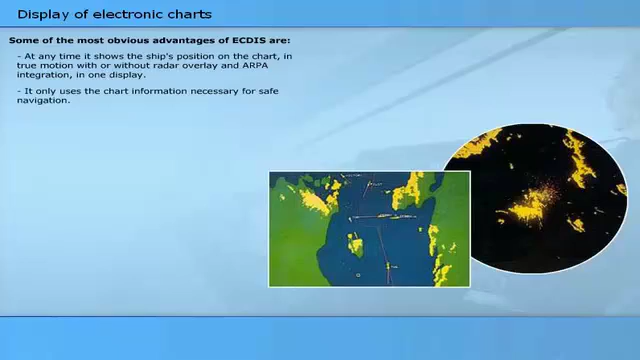 Display of electronic charts
Some of the most obvious advantages of ECDIS are:
- At any time it shows the ship's position on the chart, in
true motion with or without radar overlay and ARPA
integration, in one display.
- It only uses the chart information necessary for safe
navigation.